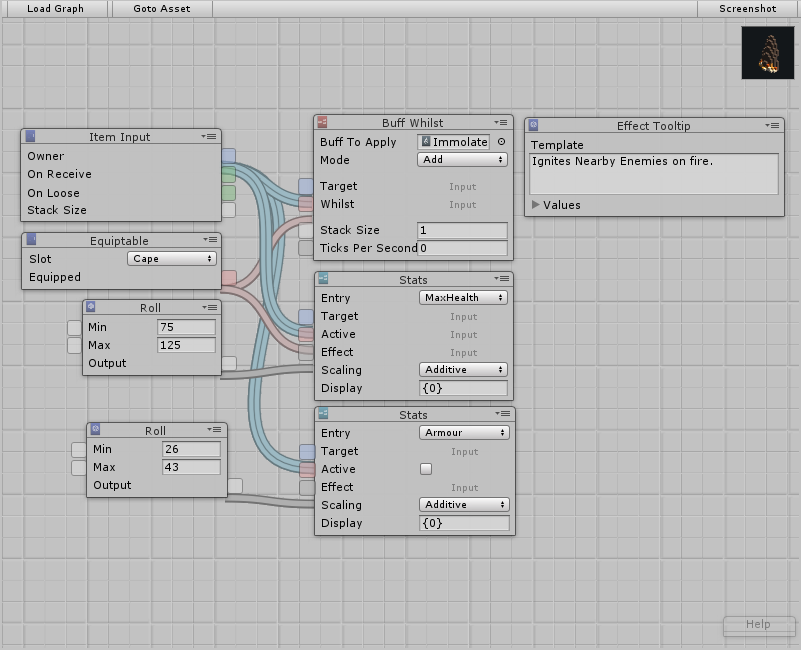 Load Graph
Goto Asset
Screenshot
Item Input
Owner
On Receive
On Loose
Stack Size
Equiptable
Slot Cape
Equipped
Roll
Min 75
Max 125
Output
Roll
Min 26
Max 43
Output
Buff Whilst
Buff To Apply Immolate
Mode Add
Target Input
Whilst Input
Stack Size 1
Ticks Per Second 0
Stats
Entry MaxHealth
Target Input
Active Input
Effect Input
Scaling Additive
Display {0}
Stats
Entry Armour
Target Input
Active
Effect Input
Scaling Additive
Display {0}
Effect Tooltip
Template
Ignites Nearby Enemies on fire.
Values
Help